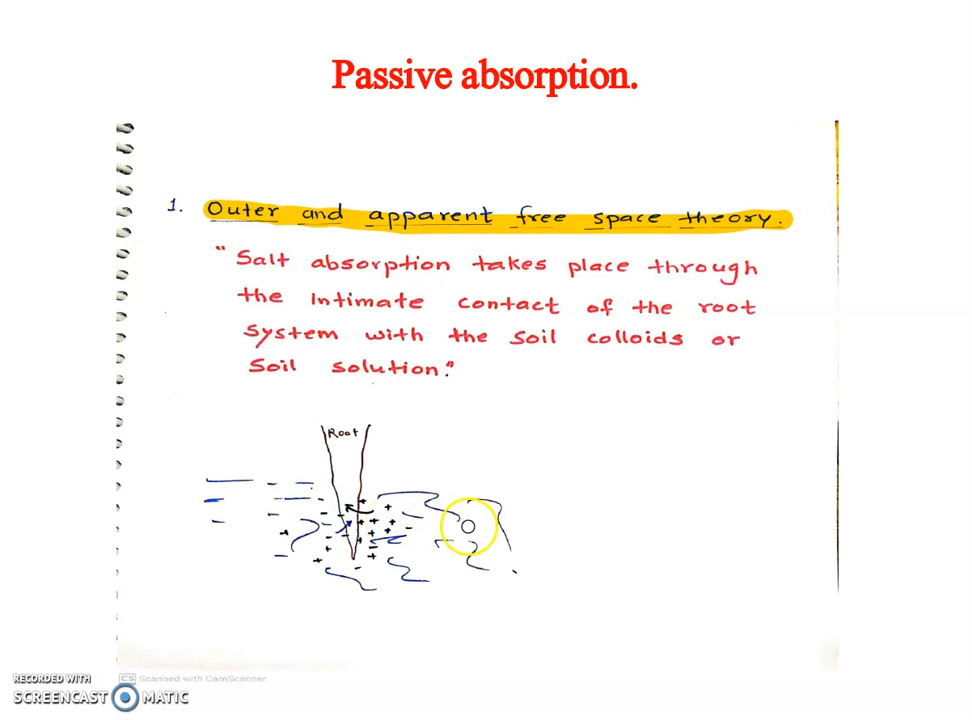 Passive absorption.
1. Outer and apparent free space theory.
"Salt absorption takes place through
the intimate contact of the root
system with the soil colloids or
soil solution."
Root
RECORDED WITH
SCREENCAST MATIC
CS Scanned with CamScanner